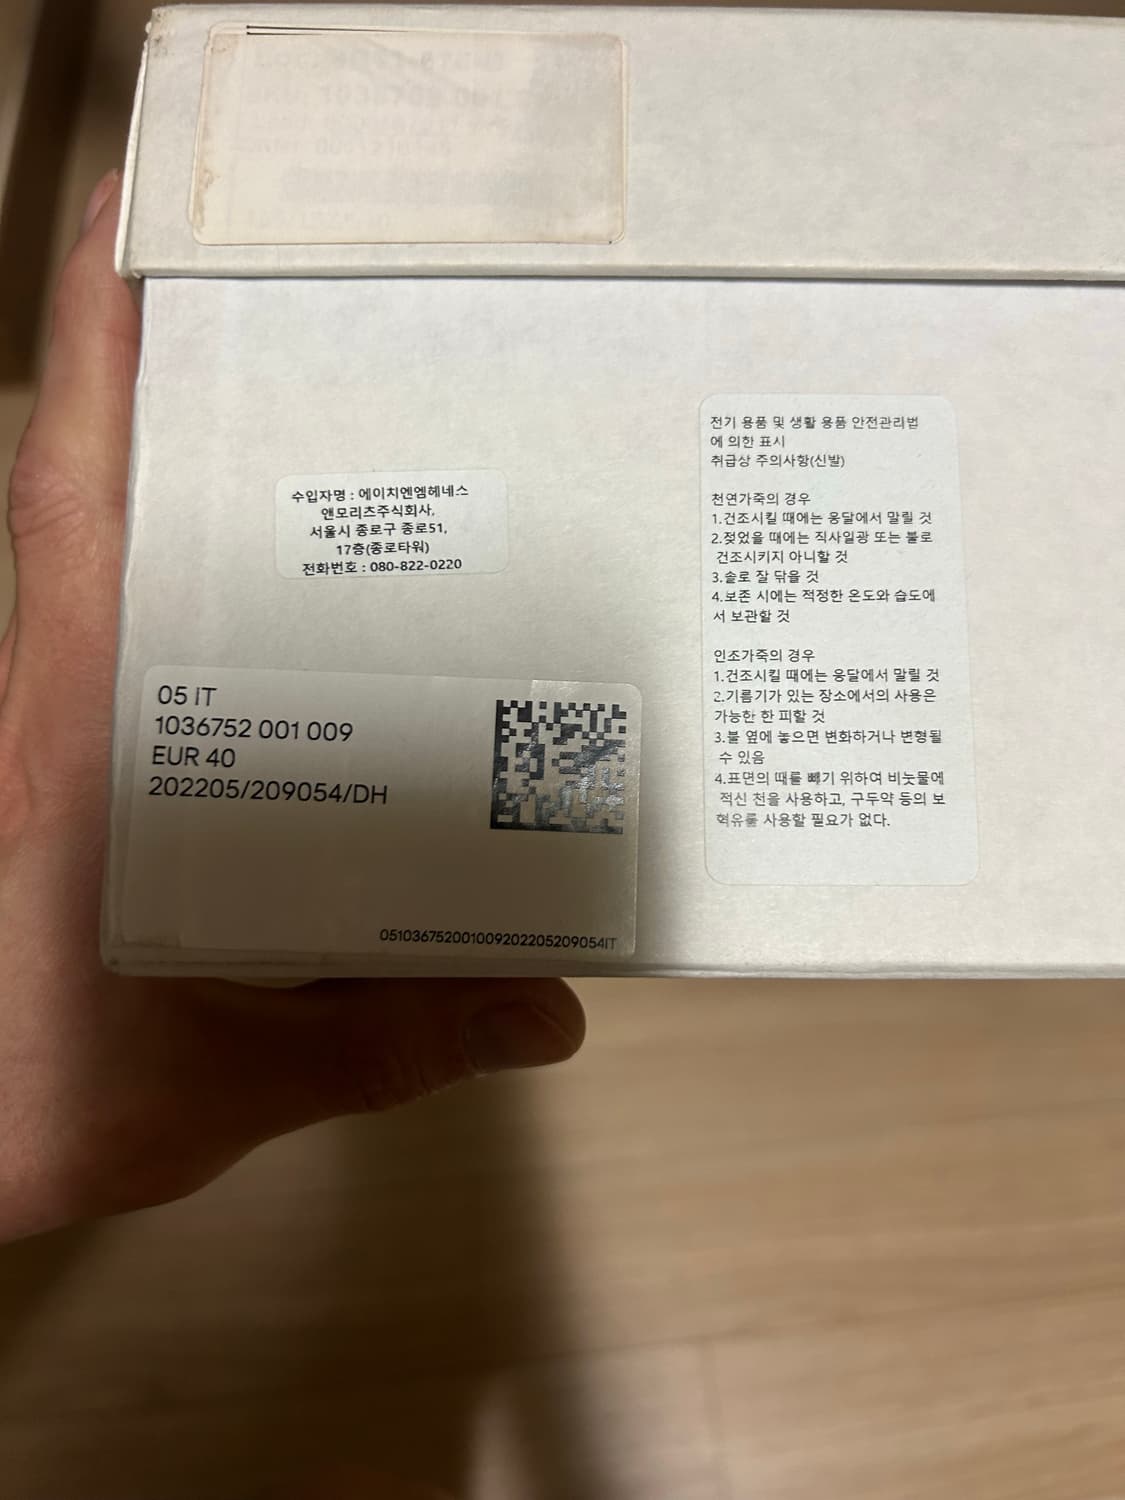 수입자명 : 에이치엔엠헤네스
앤모리츠주식회사,
서울시 종로구 종로51,
17층(종로타워)
전화번호 : 080-822-0220
05 IT
1036752 001 009
EUR 40
202205/209054/DH
051036752001009202205209054IT
전기 용품 및 생활 용품 안전관리법
에 의한 표시
취급상 주의사항(신발)
천연가죽의 경우
1.건조시킬 때에는 응달에서 말릴 것
2.젖었을 때에는 직사일광 또는 불로
건조시키지 아니할 것
3.솔로 잘 닦을 것
4.보존 시에는 적정한 온도와 습도에
서 보관할 것
인조가죽의 경우
1.건조시킬 때에는 응달에서 말릴 것
2.기름기가 있는 장소에서의 사용은
가능한 한 피할 것
3.불 옆에 놓으면 변화하거나 변형될
수 있음
4.표면의 때를 빼기 위하여 비눗물에
적신 천을 사용하고, 구두약 등의 보
혁유를 사용할 필요가 없다.